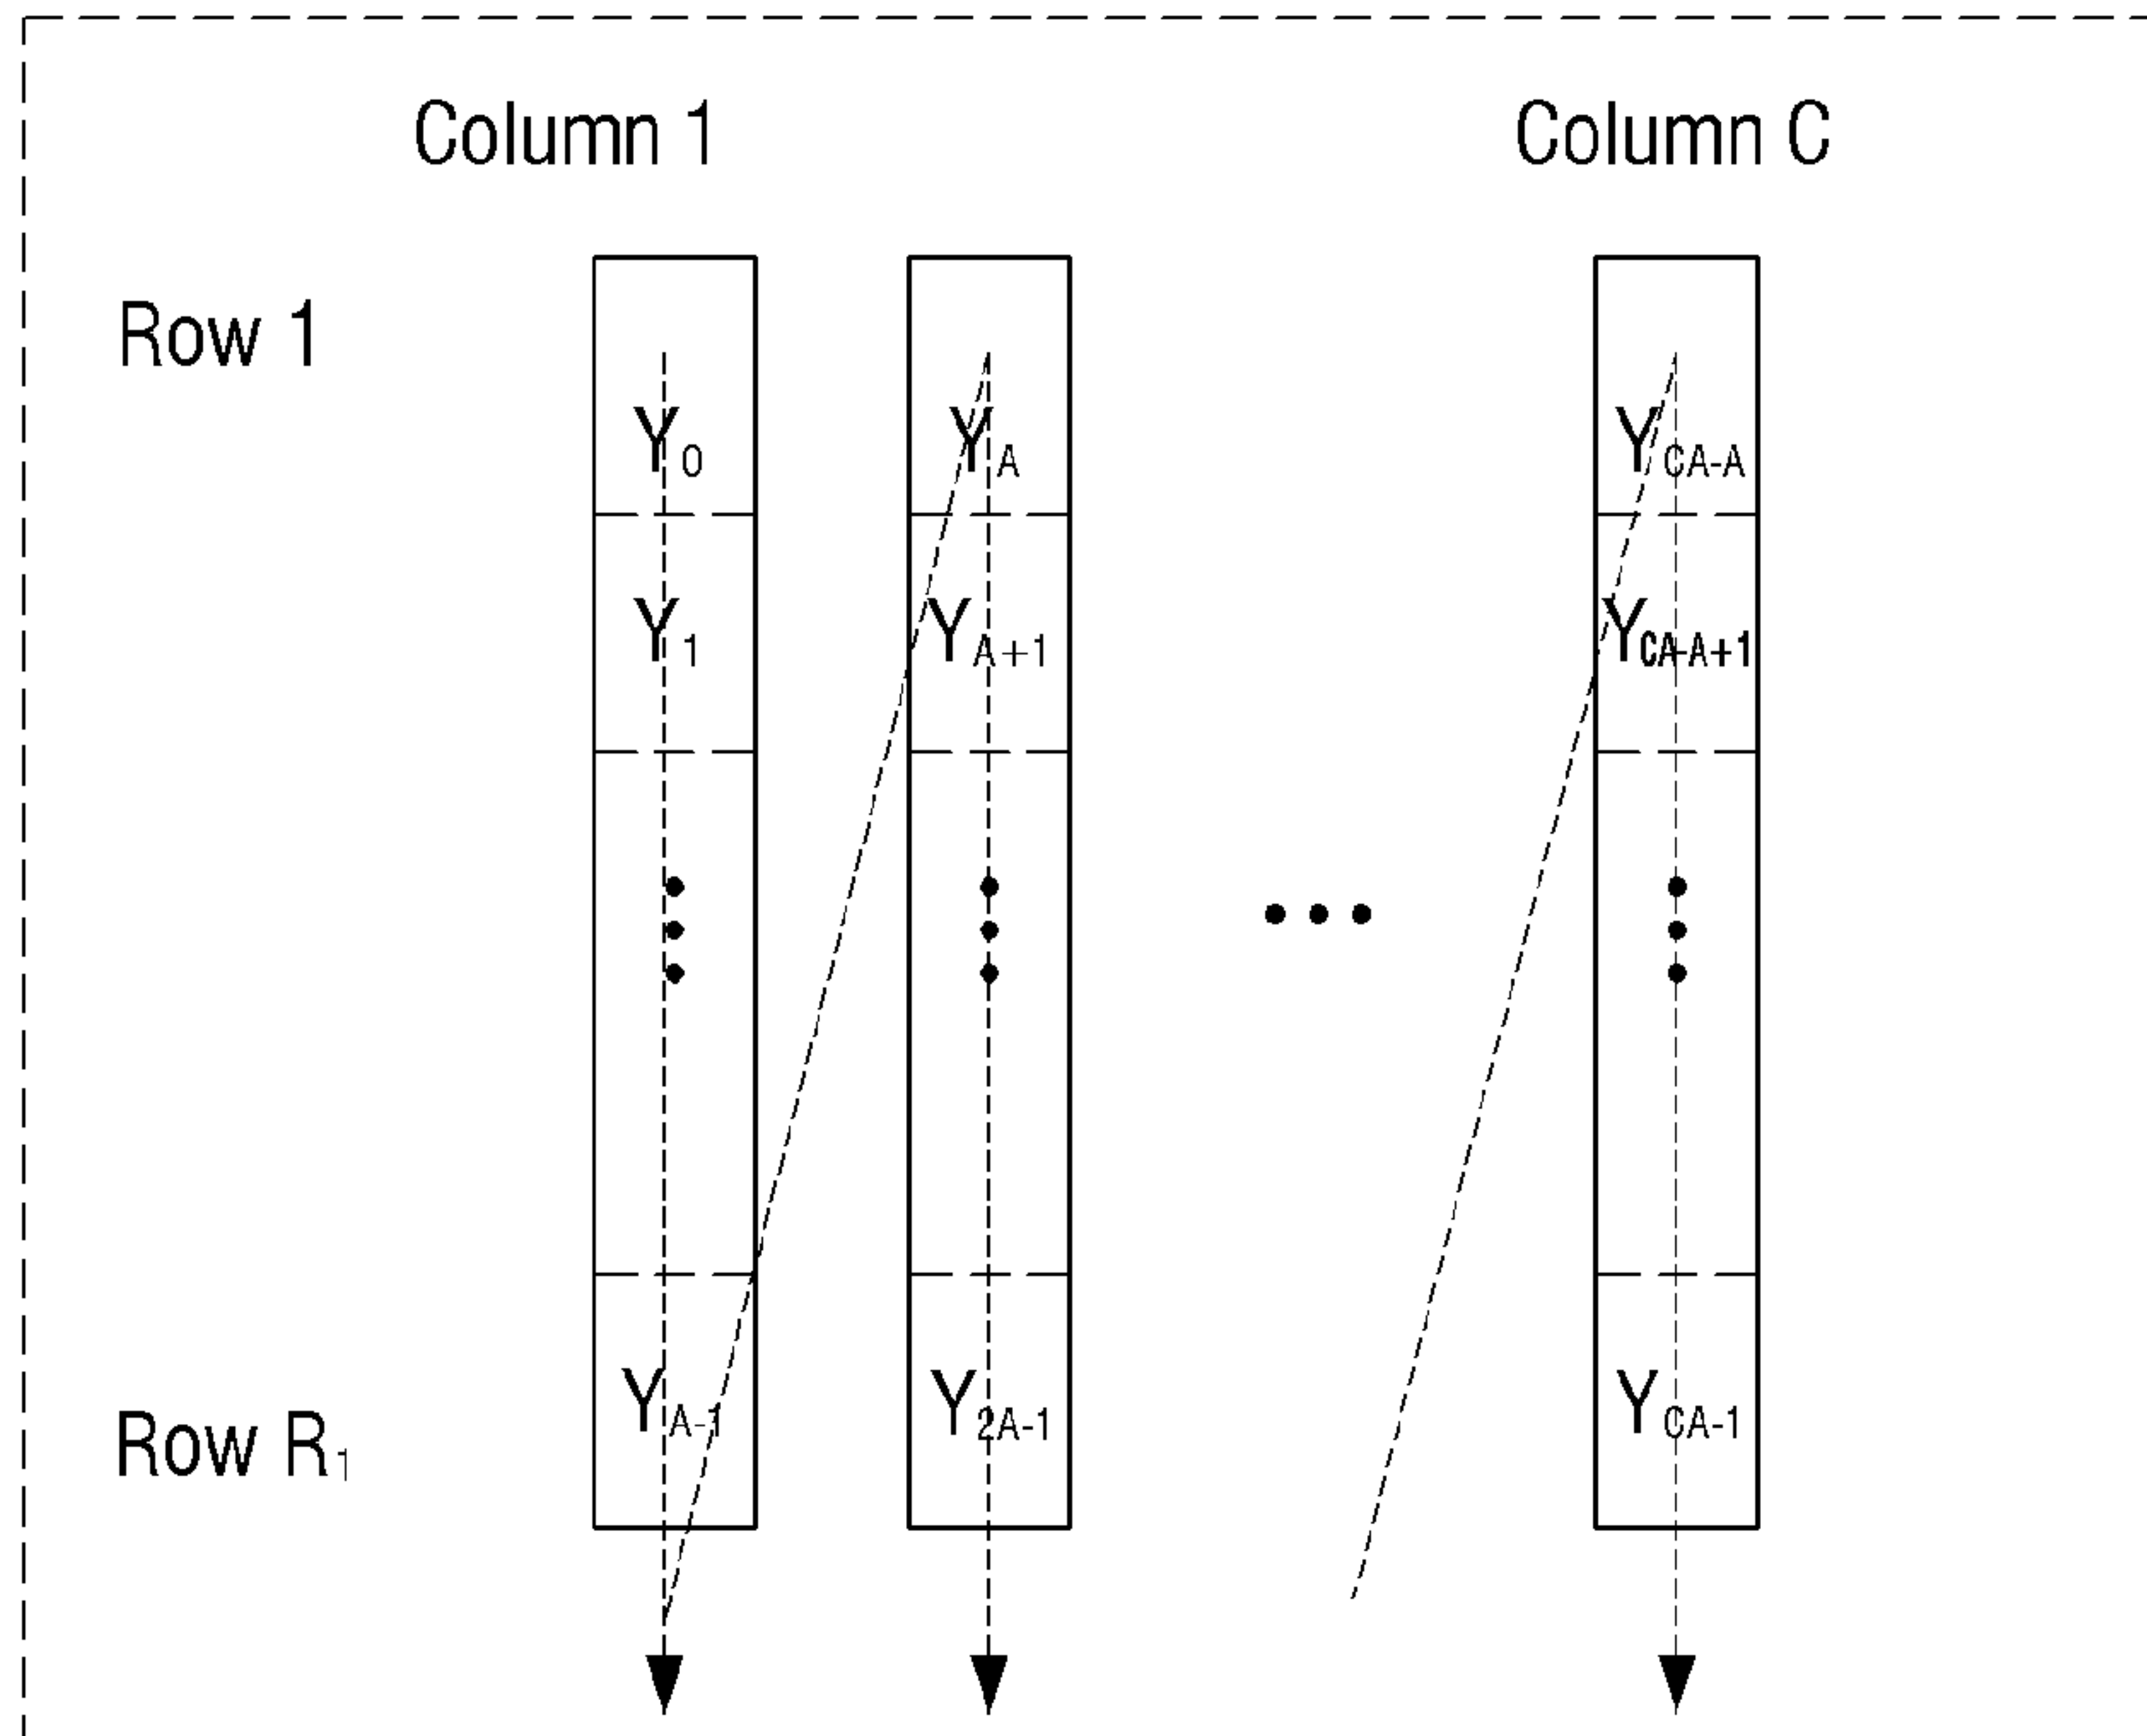 Column 1 Column C
Row 1
Y0 YA YCA-A
Y1 YA+1 YCA-A+1
Row R1 YA-1 Y2A-1 YCA-1